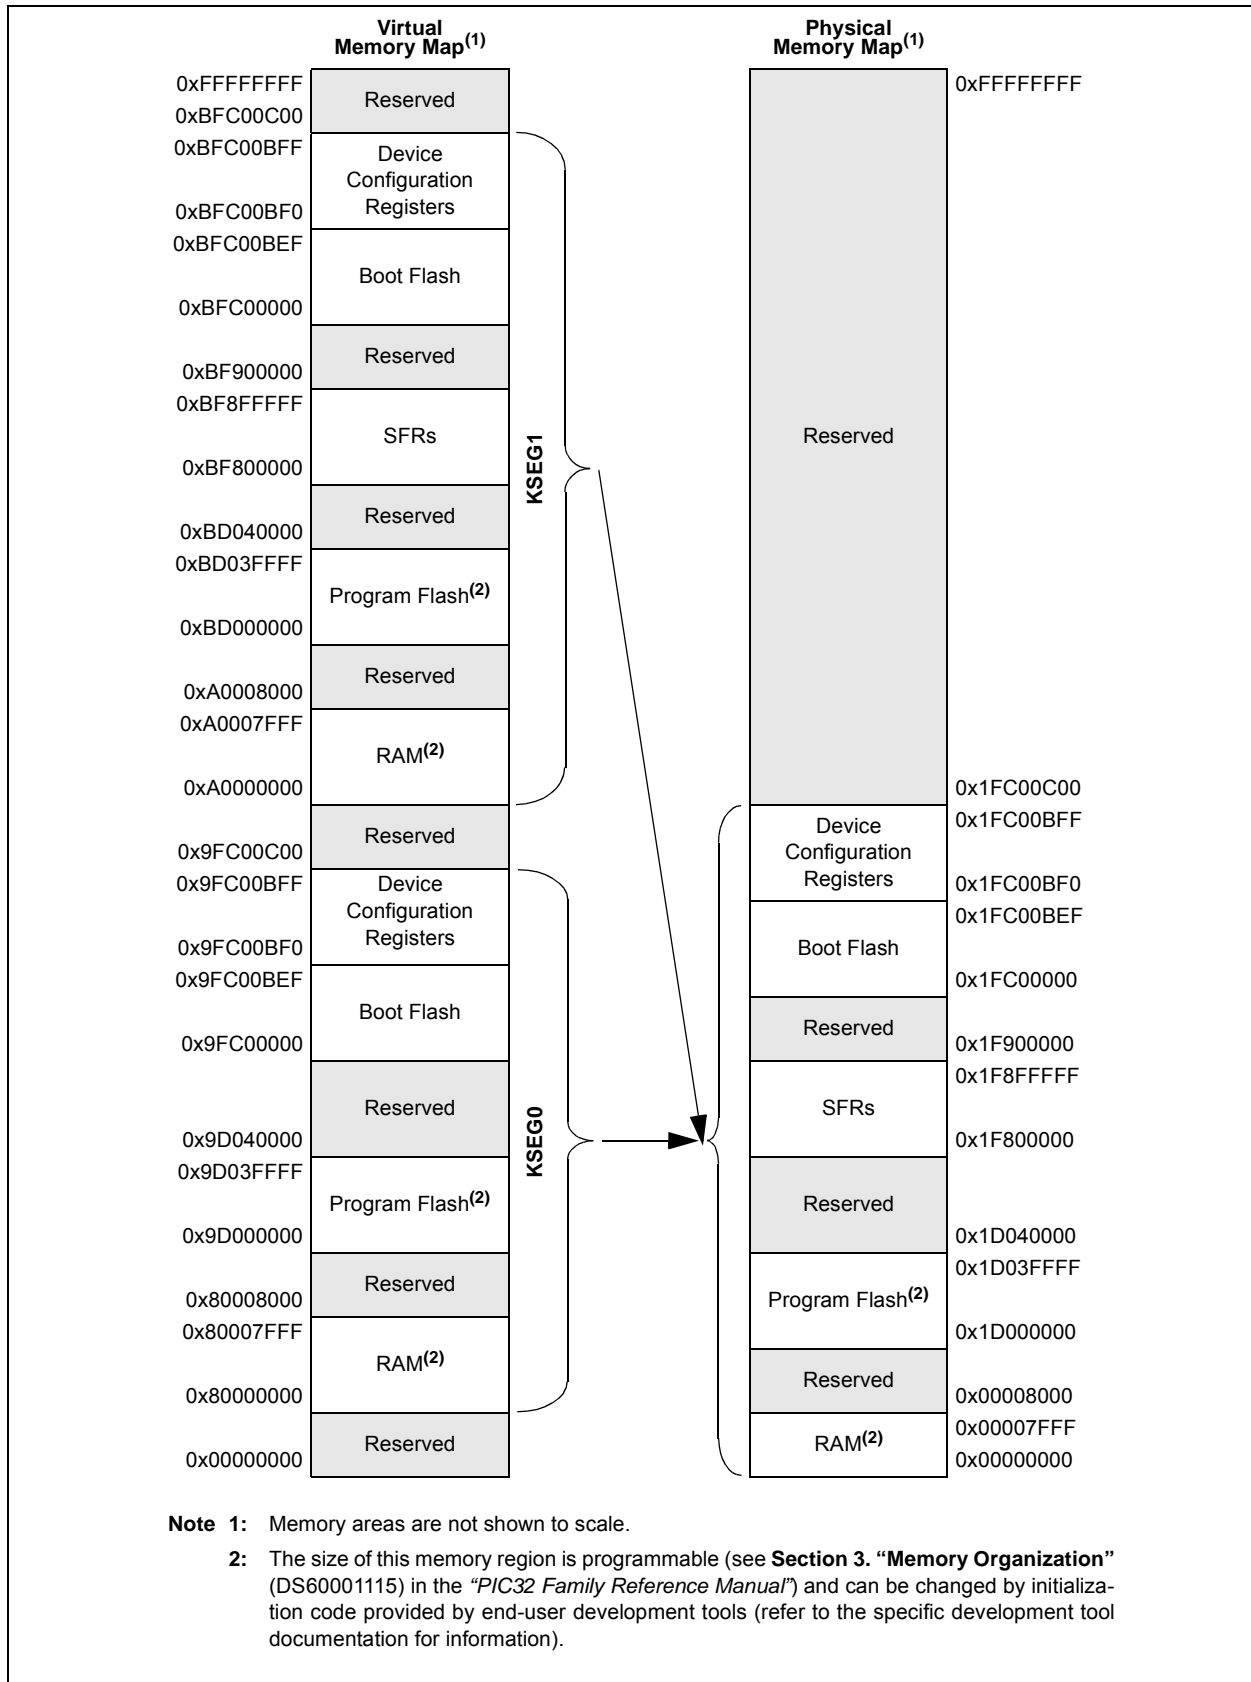 Virtual
Memory Map(1)
Physical
Memory Map(1)
0xFFFFFFFF
Reserved
0xBFC00C00
0xBFC00BFF
Device
Configuration
Registers
0xBFC00BF0
0xBFC00BEF
Boot Flash
0xBFC00000
Reserved
0xBF900000
0xBF8FFFFF
SFRs
0xBF800000
Reserved
0xBD040000
0xBD03FFFF
Program Flash(2)
0xBD000000
Reserved
0xA0008000
0xA0007FFF
RAM(2)
0xA0000000
Reserved
0x9FC00C00
0x9FC00BFF
Device
Configuration
Registers
0x9FC00BF0
0x9FC00BEF
Boot Flash
0x9FC00000
Reserved
0x9D040000
0x9D03FFFF
Program Flash(2)
0x9D000000
Reserved
0x80008000
0x80007FFF
RAM(2)
0x80000000
Reserved
0x00000000
KSEG1
KSEG0
0xFFFFFFFF
Reserved
0x1FC00C00
Device
Configuration
Registers
0x1FC00BFF
0x1FC00BF0
0x1FC00BEF
Boot Flash
0x1FC00000
Reserved
0x1F900000
0x1F8FFFFF
SFRs
0x1F800000
Reserved
0x1D040000
0x1D03FFFF
Program Flash(2)
0x1D000000
Reserved
0x00008000
0x00007FFF
RAM(2)
0x00000000
Note 1: Memory areas are not shown to scale.
2: The size of this memory region is programmable (see Section 3. “Memory Organization”
(DS60001115) in the “PIC32 Family Reference Manual”) and can be changed by initializa-
tion code provided by end-user development tools (refer to the specific development tool
documentation for information).